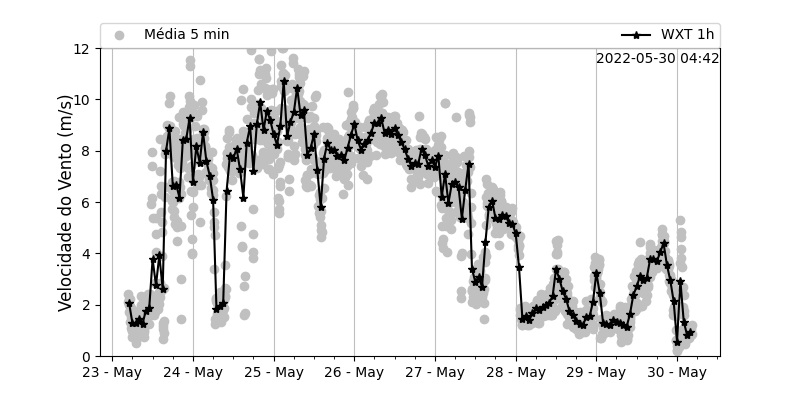 Média 5 min
WXT 1h
2022-05-30 04:42
Velocidade do Vento (m/s)
12
10
8
6
4
2
0
23 - May
24 - May
25 - May
26 - May
27 - May
28 - May
29 - May
30 - May